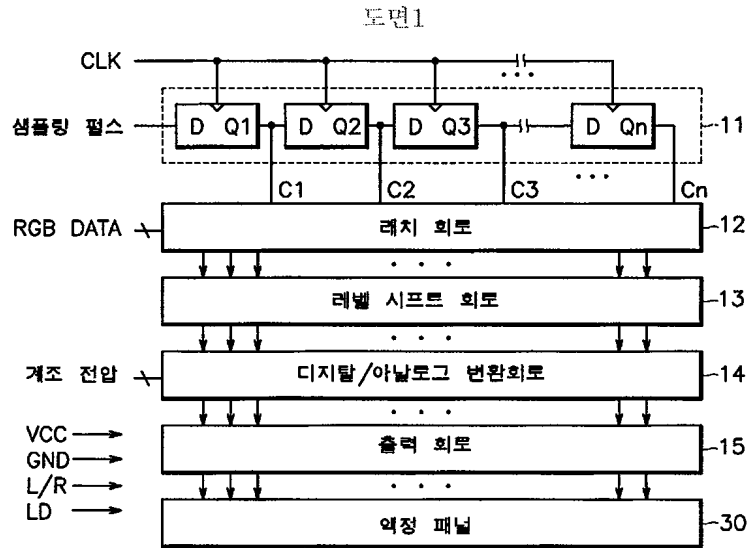 도면1
CLK
샘플링 펄스
D Q1 D Q2 D Q3 D Qn
11
C1 C2 C3 Cn
RGB DATA
래치 회로
12
레벨 시프트 회로
13
계조 전압
디지탈/아날로그 변환회로
14
VCC
GND
L/R
LD
출력 회로
15
액정 패널
30